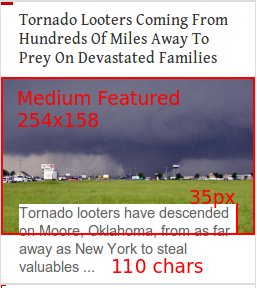 Tornado Looters Coming From
Hundreds Of Miles Away To
Prey On Devastated Families
Medium Featured
254x158
35px
Tornado looters have descended
on Moore, Oklahoma, from as far
away as New York to steal
valuables ...
110 chars